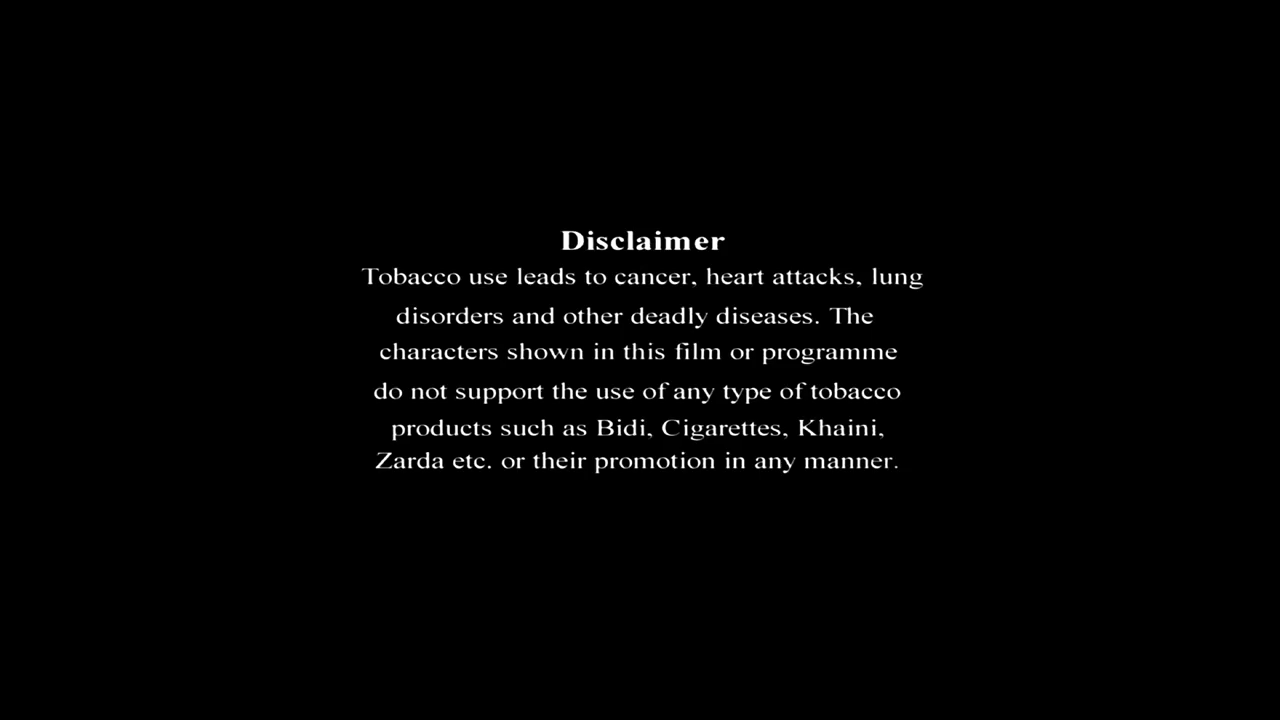 Disclaimer
Tobacco use leads to cancer, heart attacks, lung
disorders and other deadly diseases. The
characters shown in this film or programme
do not support the use of any type of tobacco
products such as Bidi, Cigarettes, Khaini,
Zarda etc. or their promotion in any manner.